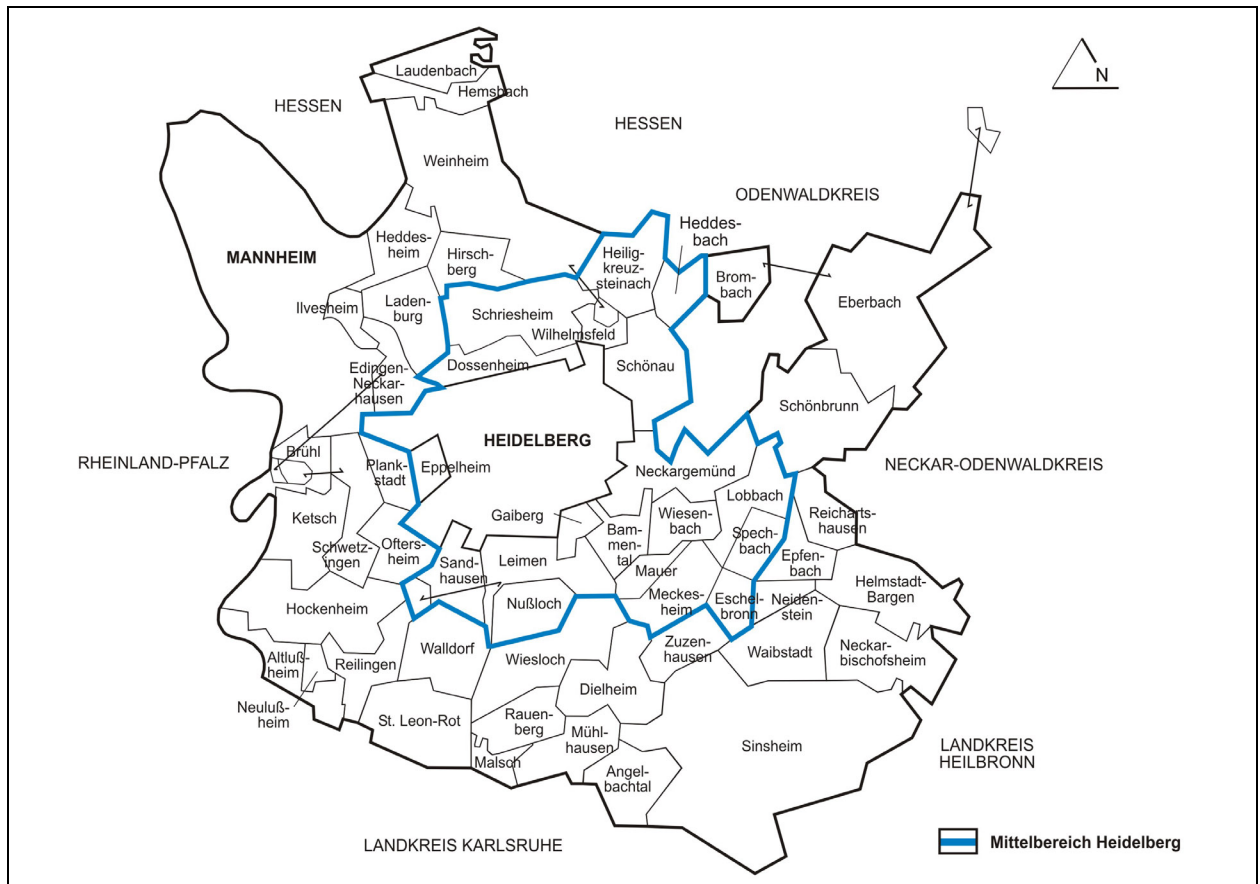 Laudenbach
Hemsbach
HESSEN
HESSEN
N
Weinheim
ODENWALDKREIS
Heddes-
bach
MANNHEIM
Heddes-
heim
Hirsch-
berg
Heilig-
kreuz-
steinach
Brom-
bach
Eberbach
Ilvesheim
Laden-
burg
Schriesheim
Wilhelmsfeld
Edingen-
Neckar-
hausen
Dossenheim
Schönau
Schönbrunn
HEIDELBERG
RHEINLAND-PFALZ
Brühl
Plank-
stadt
Eppelheim
Neckargemünd
NECKAR-ODENWALDKREIS
Lobbach
Ketsch
Schwetz-
ingen
Ofters-
heim
Sand-
hausen
Leimen
Gaiberg
Bam-
men-
tal
Wiesen-
bach
Spech-
bach
Reicharts-
hausen
Epfen-
bach
Mauer
Meckes-
heim
Eschel-
bronn
Neiden-
stein
Helmstadt-
Bargen
Hockenheim
Nußloch
Altluß-
heim
Reilingen
Walldorf
Wiesloch
Zuzen-
hausen
Waibstadt
Neckar-
bischofsheim
Neuluß-
heim
St. Leon-Rot
Dielheim
Rauen-
berg
Mühl-
hausen
Malsch
Angel-
bachtal
Sinsheim
LANDKREIS
HEILBRONN
LANDKREIS KARLSRUHE
Mittelbereich Heidelberg